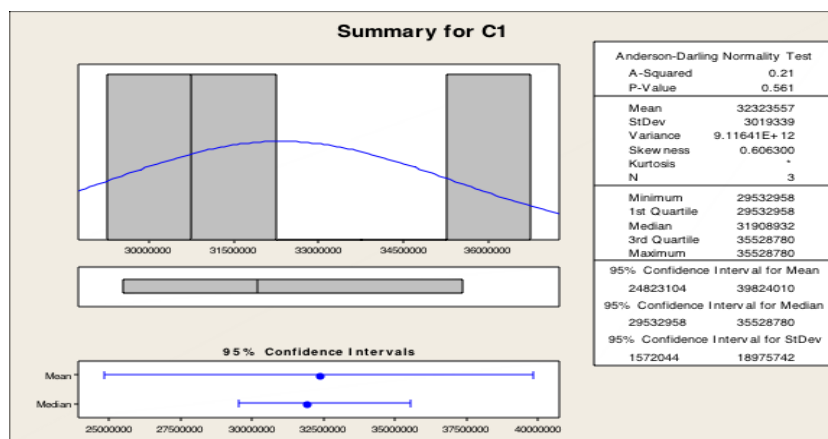 Summary for C1
30000000 31500000 33000000 34500000 36000000
95% Confidence Intervals
Mean
Median
25000000 27500000 30000000 32500000 35000000 37500000 40000000
Anderson-Darling Normality Test
A-Squared 0.21
P-Value 0.561
Mean 32323557
StDev 3019339
Variance 9.11641E+12
Skewness 0.606300
Kurtosis *
N 3
Minimum 29532958
1st Quartile 29532958
Median 31908932
3rd Quartile 35528780
Maximum 35528780
95% Confidence Interval for Mean
24823104 39824010
95% Confidence Interval for Median
29532958 35528780
95% Confidence Interval for StDev
1572044 18975742